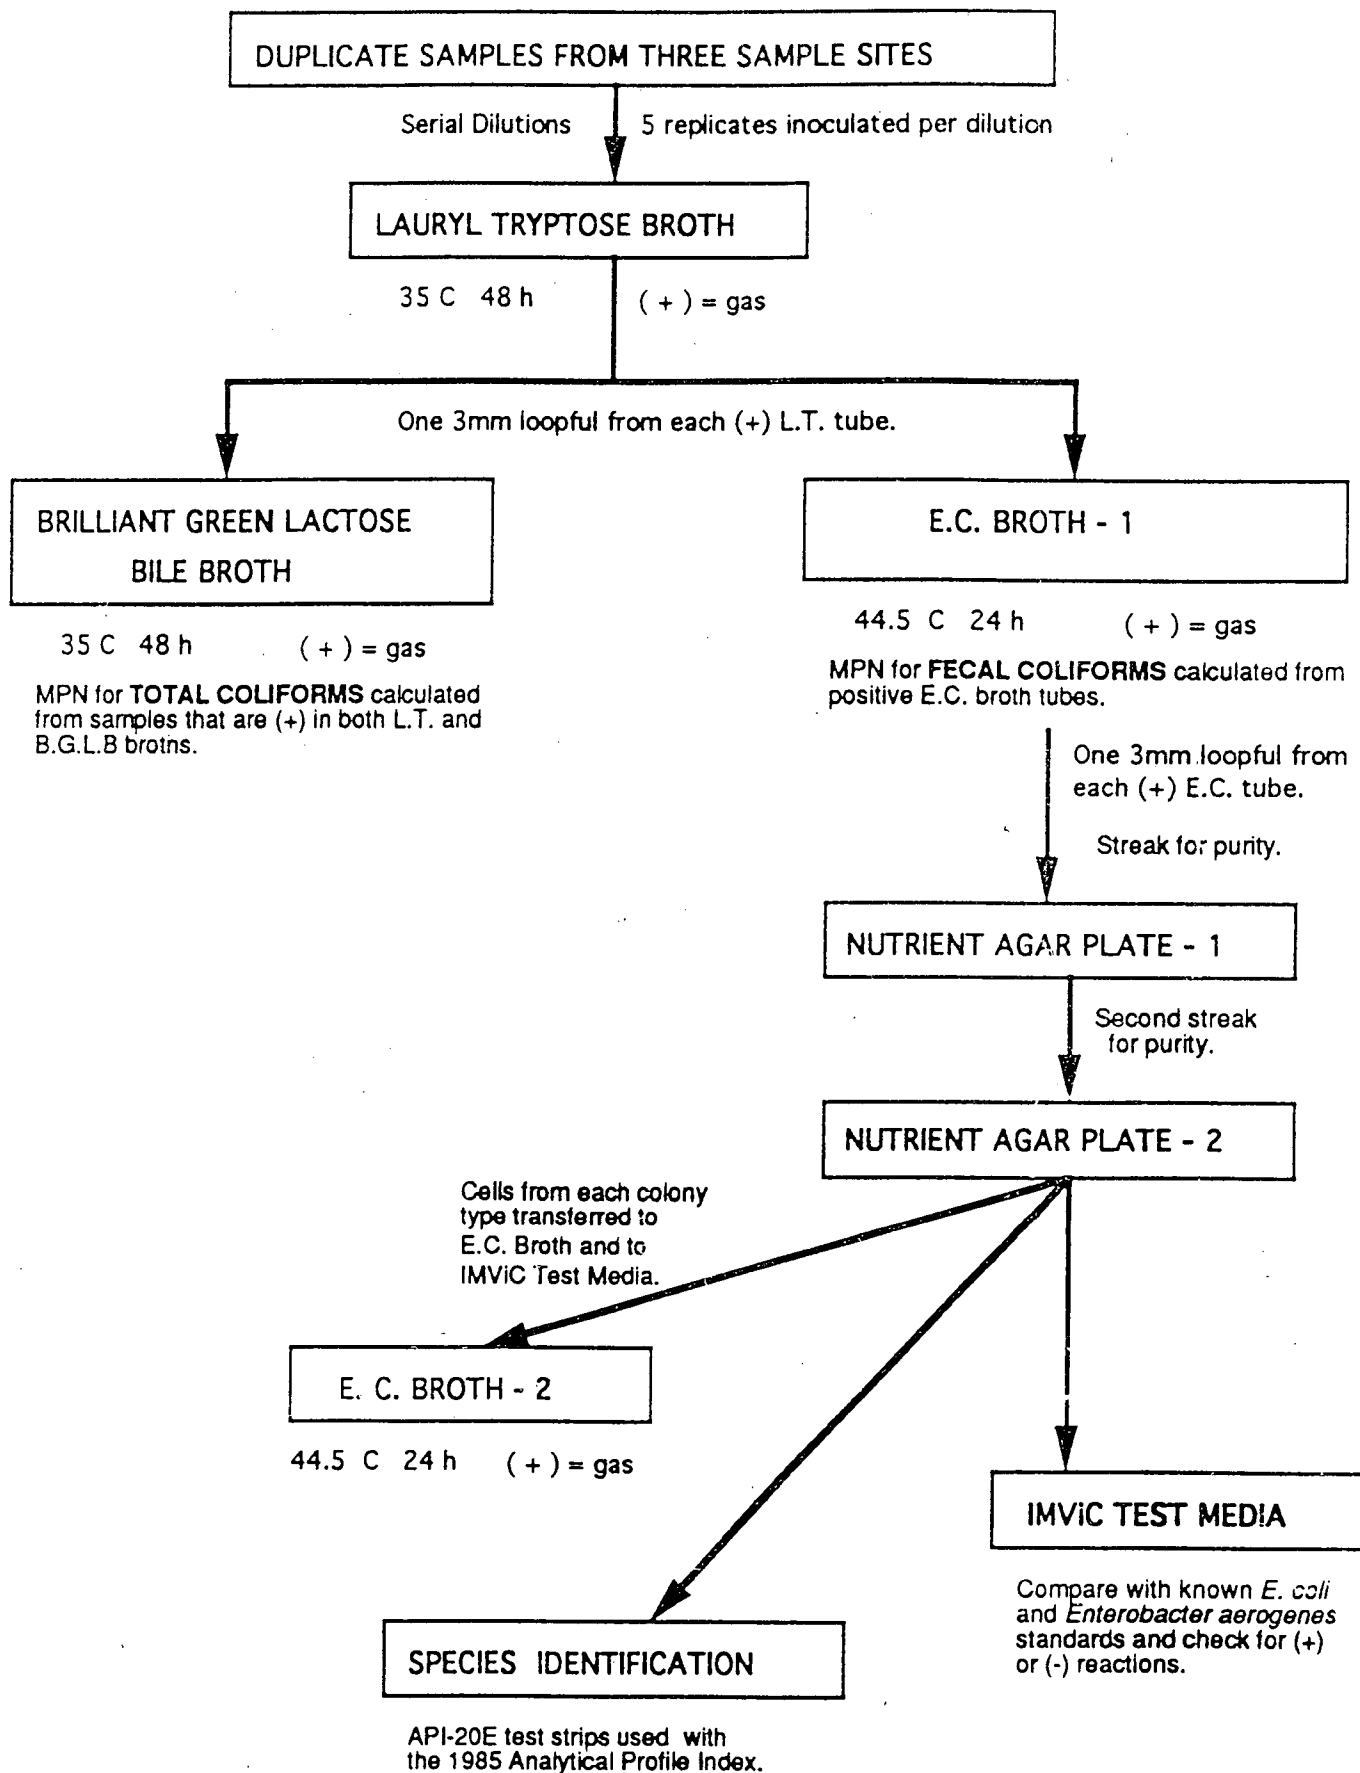 DUPLICATE SAMPLES FROM THREE SAMPLE SITES
Serial Dilutions 5 replicates inoculated per dilution
LAURYL TRYPTOSE BROTH
35 C 48 h ( + ) = gas
One 3mm loopful from each (+) L.T. tube.
BRILLIANT GREEN LACTOSE
BILE BROTH
35 C 48 h ( + ) = gas
MPN for TOTAL COLIFORMS calculated
from samples that are (+) in both L.T. and
B.G.L.B broths.
E.C. BROTH - 1
44.5 C 24 h ( + ) = gas
MPN for FECAL COLIFORMS calculated from
positive E.C. broth tubes.
One 3mm loopful from
each (+) E.C. tube.
Streak for purity.
NUTRIENT AGAR PLATE - 1
Second streak
for purity.
NUTRIENT AGAR PLATE - 2
Cells from each colony
type transferred to
E.C. Broth and to
IMViC Test Media.
E. C. BROTH - 2
44.5 C 24 h ( + ) = gas
IMViC TEST MEDIA
Compare with known E. coli
and Enterobacter aerogenes
standards and check for (+)
or (-) reactions.
SPECIES IDENTIFICATION
API-20E test strips used with
the 1985 Analytical Profile Index.